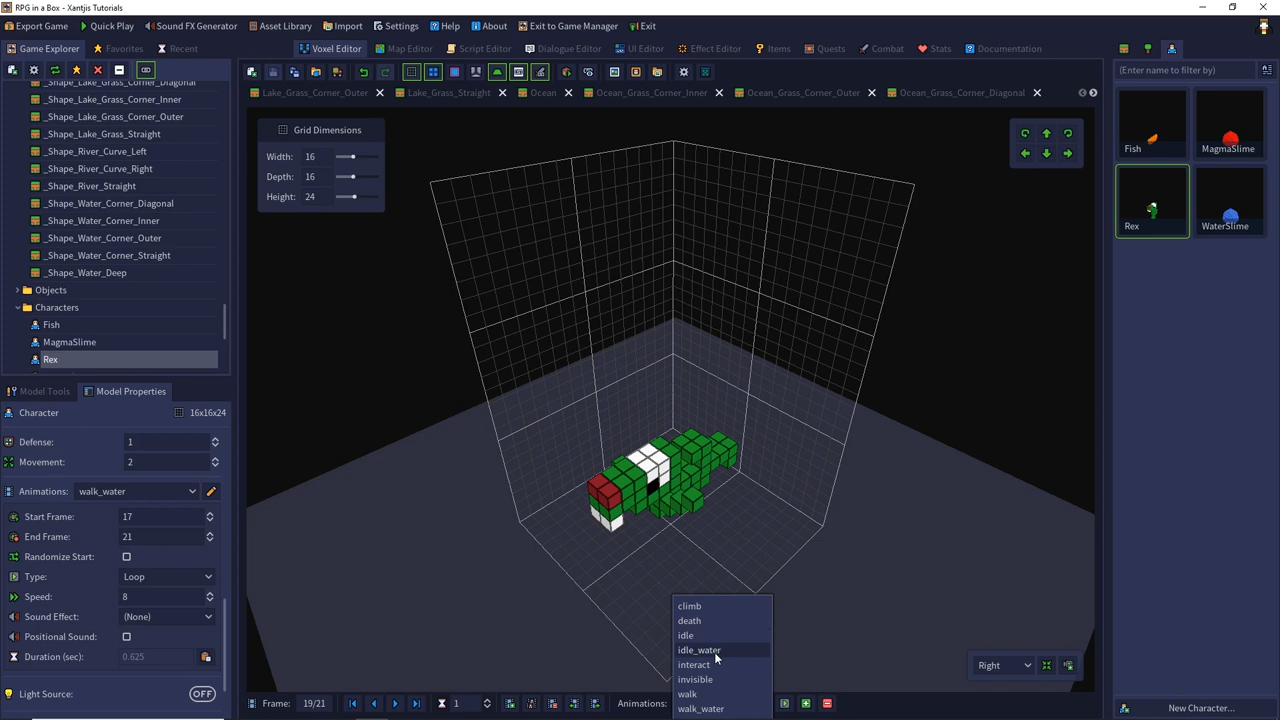 RPG in a Box - Xantjis Tutorials
Export Game Quick Play Sound FX Generator Asset Library Import Settings Help About Exit to Game Manager Exit
Game Explorer Favorites Recent Voxel Editor Map Editor Script Editor Dialogue Editor UI Editor Effect Editor Items Quests Combat Stats Documentation
(Enter name to filter by)
_Shape_Lake_Grass_Corner_Diagonal
_Shape_Lake_Grass_Corner_Inner
_Shape_Lake_Grass_Corner_Outer
_Shape_Lake_Grass_Straight
_Shape_River_Curve_Left
_Shape_River_Curve_Right
_Shape_River_Straight
_Shape_Water_Corner_Diagonal
_Shape_Water_Corner_Inner
_Shape_Water_Corner_Outer
_Shape_Water_Corner_Straight
_Shape_Water_Deep
Objects
Characters
Fish
MagmaSlime
Rex
Model Tools Model Properties
Character 16x16x24
Defense: 1
Movement: 2
Animations: walk_water
Start Frame: 17
End Frame: 21
Randomize Start:
Type: Loop
Speed: 8
Sound Effect: (None)
Positional Sound:
Duration (sec): 0.625
Light Source: OFF
Lake_Grass_Corner_Outer Lake_Grass_Straight Ocean Ocean_Grass_Corner_Inner Ocean_Grass_Corner_Outer Ocean_Grass_Corner_Diagonal
Grid Dimensions
Width: 16
Depth: 16
Height: 24
climb
death
idle
idle_water
interact
invisible
walk
walk_water
Right
Frame: 19/21 1 Animations:
Fish MagmaSlime
Rex WaterSlime
New Character...